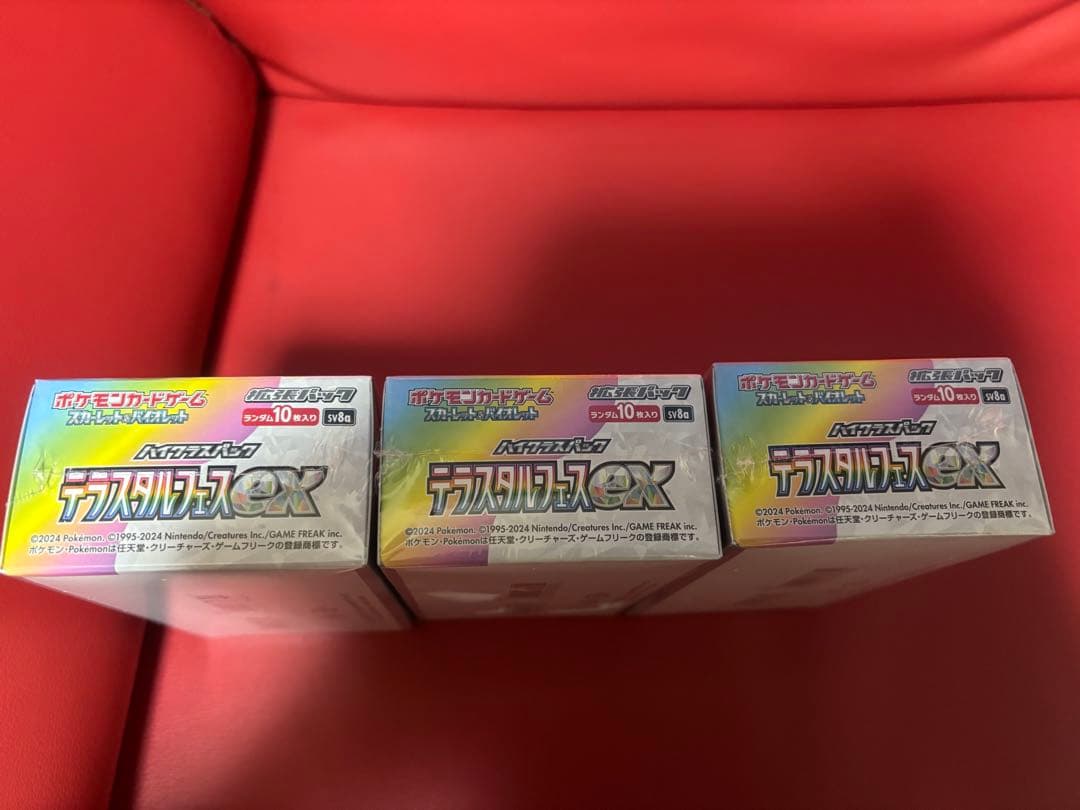 ポケモンカードゲーム
スカーレット&バイオレット
拡張パック
ランダム10枚入り SV8a
ハイクラスパック
テラスタルフェスex
©2024 Pokémon. ©1995-2024 Nintendo/Creatures Inc./GAME FREAK inc.
ポケモン・Pokémonは任天堂・クリーチャーズ・ゲームフリークの登録商標です。
ポケモンカードゲーム
スカーレット&バイオレット
拡張パック
ランダム10枚入り SV8a
ハイクラスパック
テラスタルフェスex
©2024 Pokémon. ©1995-2024 Nintendo/Creatures Inc./GAME FREAK inc.
ポケモン・Pokémonは任天堂・クリーチャーズ・ゲームフリークの登録商標です。
ポケモンカードゲーム
スカーレット&バイオレット
拡張パック
ランダム10枚入り SV8a
ハイクラスパック
テラスタルフェスex
©2024 Pokémon. ©1995-2024 Nintendo/Creatures Inc./GAME FREAK inc.
ポケモン・Pokémonは任天堂・クリーチャーズ・ゲームフリークの登録商標です。